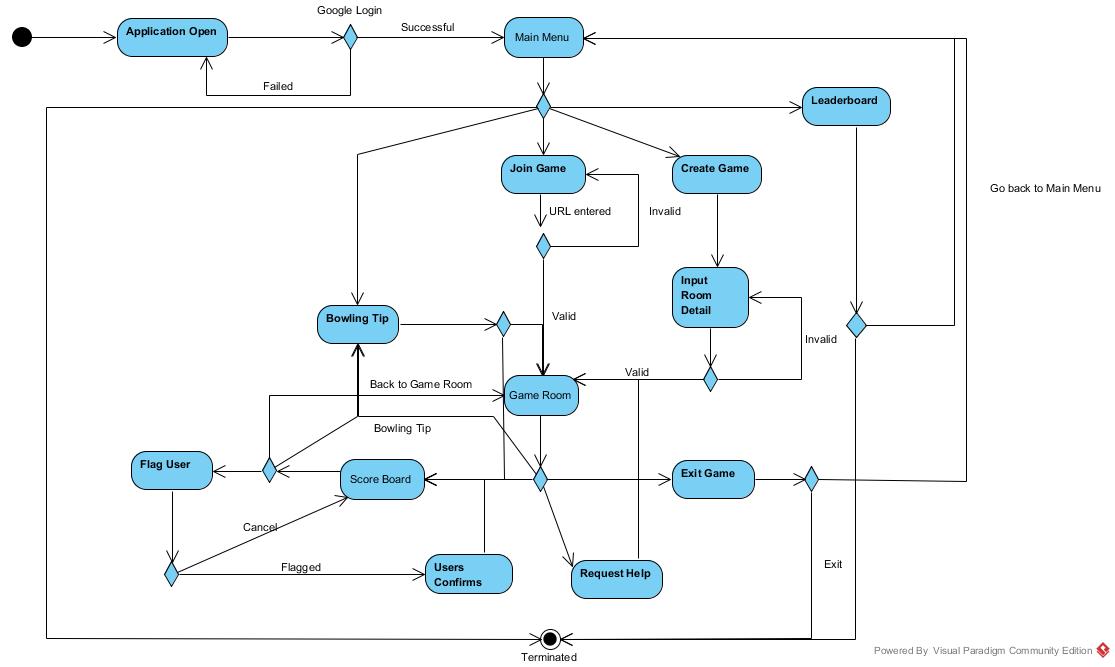 Google Login
Application Open
Successful
Main Menu
Failed
Leaderboard
Join Game
Create Game
Go back to Main Menu
URL entered
Invalid
Input
Room
Detail
Bowling Tip
Valid
Invalid
Valid
Back to Game Room
Game Room
Bowling Tip
Flag User
Score Board
Exit Game
Cancel
Flagged
Users
Confirms
Request Help
Exit
Terminated
Powered By Visual Paradigm Community Edition